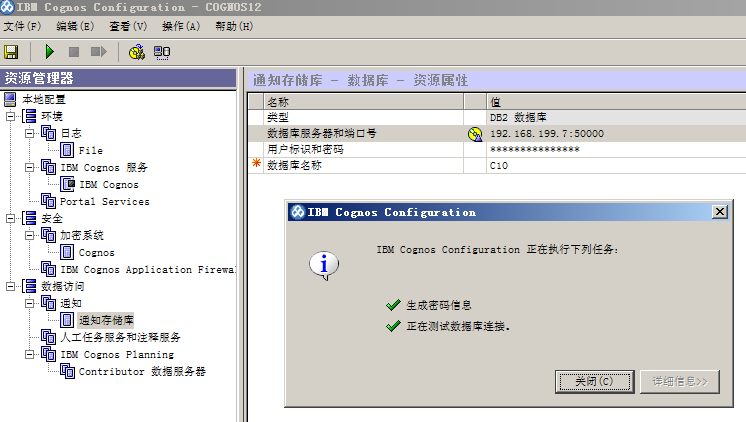 IBM Cognos Configuration - COGNOS12
文件(F) 编辑(E) 查看(V) 操作(A) 帮助(H)
资源管理器
本地配置
环境
日志
File
IBM Cognos 服务
IBM Cognos
Portal Services
安全
加密系统
Cognos
IBM Cognos Application Firewal
数据访问
通知
通知存储库
人工任务服务和注释服务
IBM Cognos Planning
Contributor 数据服务器
通知存储库 - 数据库 - 资源属性
名称 值
类型 DB2 数据库
数据库服务器和端口号 192.168.199.7:50000
用户标识和密码 ***************
* 数据库名称 C10
IBM Cognos Configuration
IBM Cognos Configuration 正在执行下列任务:
生成密码信息
正在测试数据库连接。
关闭(C) 详细信息>>